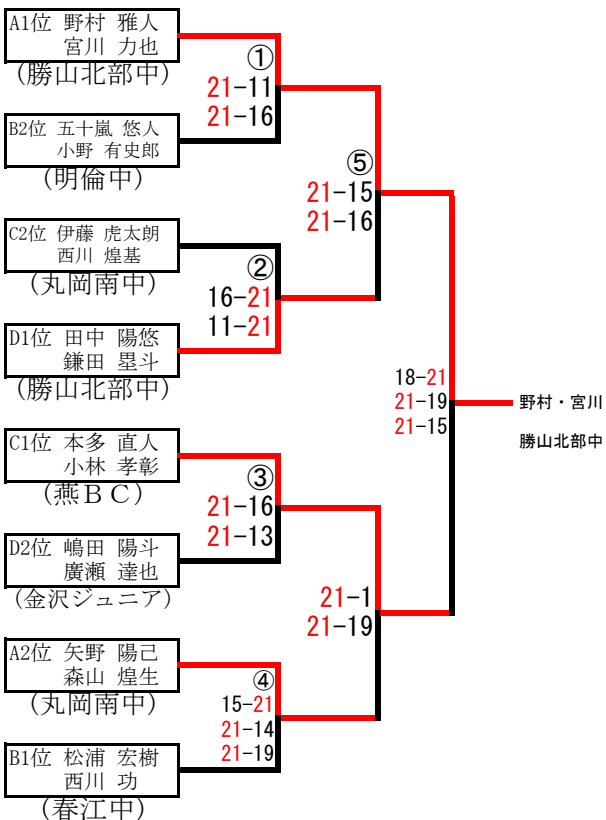 A1位 野村 雅人
宮川 力也
(勝山北部中)
①
21-11
21-16
B2位 五十嵐 悠人
小野 有史郎
(明倫中)
⑤
21-15
21-16
C2位 伊藤 虎太朗
西川 煌基
(丸岡南中)
②
16-21
11-21
D1位 田中 陽悠
鎌田 塁斗
(勝山北部中)
18-21
21-19
21-15
野村・宮川
勝山北部中
C1位 本多 直人
小林 孝彰
(燕BC)
③
21-16
21-13
D2位 嶋田 陽斗
廣瀬 達也
(金沢ジュニア)
21-1
21-19
A2位 矢野 陽己
森山 煌生
(丸岡南中)
④
15-21
21-14
21-19
B1位 松浦 宏樹
西川 功
(春江中)